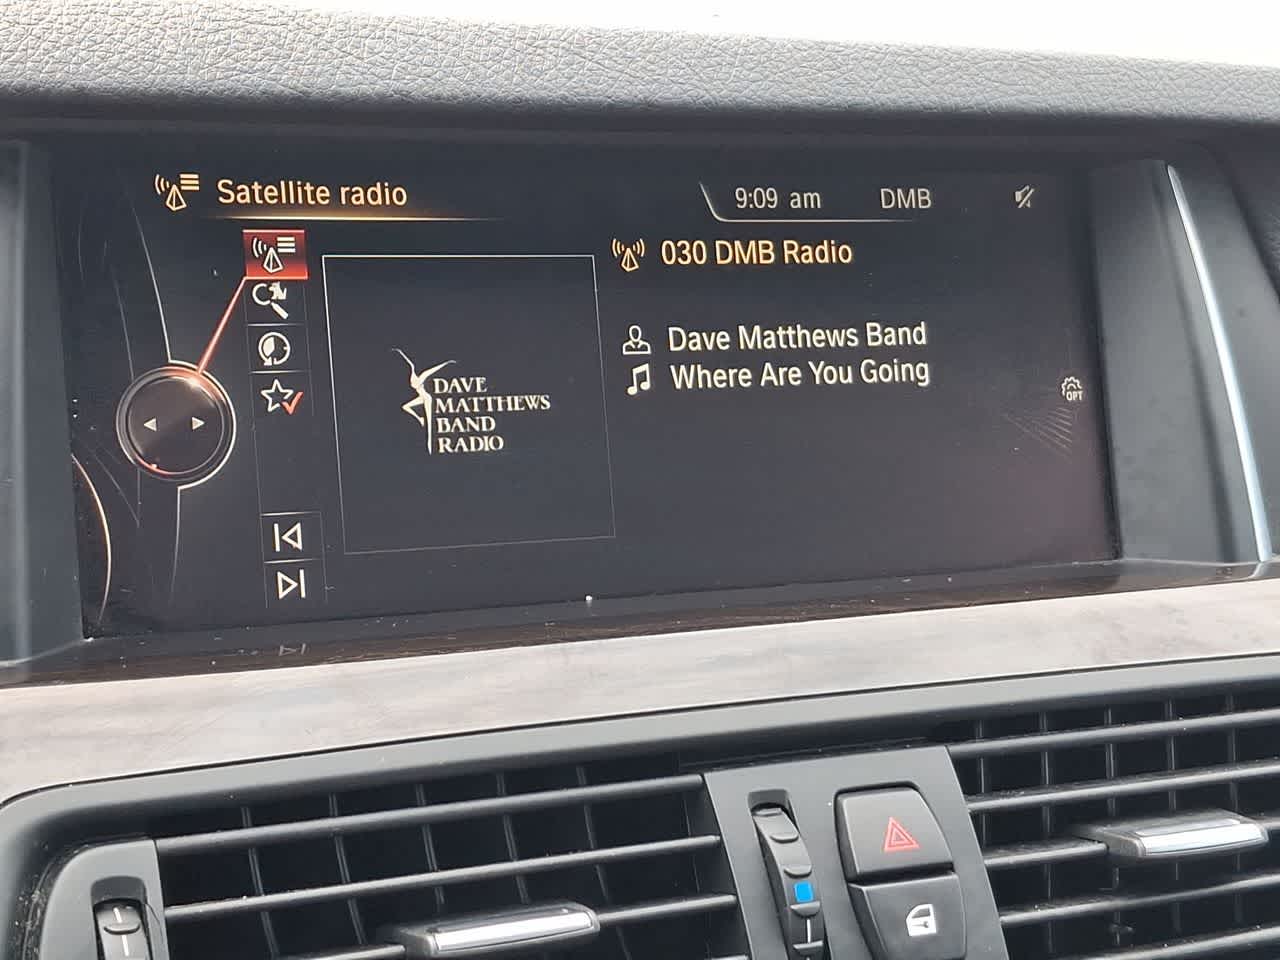 Satellite radio
9:09 am
DMB
030 DMB Radio
Dave Matthews Band
Where Are You Going
DAVE
MATTHEWS
BAND
RADIO
OPT